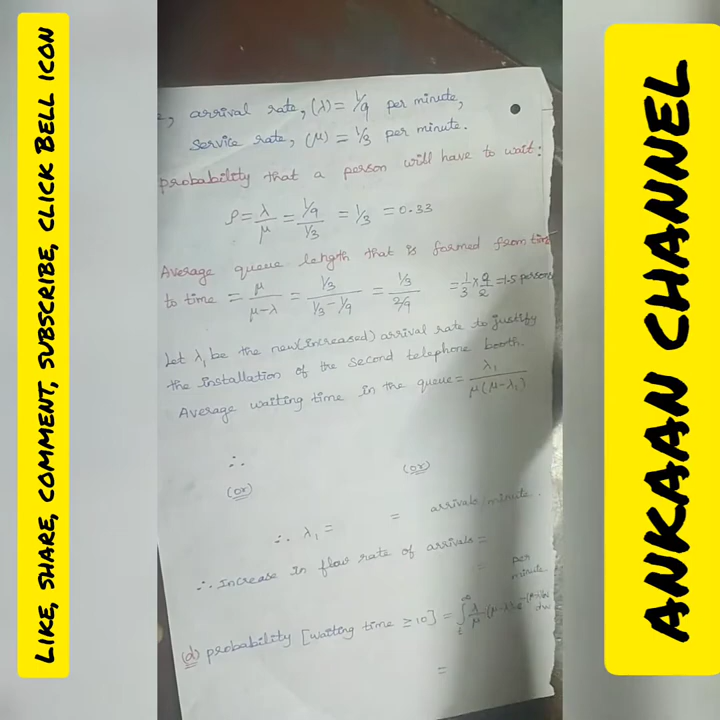 LIKE, SHARE, COMMENT, SUBSCRIBE, CLICK BELL ICON
e, arrival rate, (λ) = 1/9 per minute,
service rate, (μ) = 1/3 per minute.
probability that a person will have to wait:
ρ = λ/μ = (1/9)/(1/3) = 1/3 = 0.33
Average queue length that is formed from time
to time = μ/(μ-λ) = (1/3)/(1/3 - 1/9) = (1/3)/(2/9) = 1/3 × 9/2 = 1.5 persons
Let λ₁ be the new (increased) arrival rate to justify
the installation of the second telephone booth.
Average waiting time in the queue = λ₁/(μ(μ-λ₁))
∴
(or) (or)
∴ λ₁ = = arrivals/minute.
∴ Increase in flow rate of arrivals =
= per
minute.
(d) probability [waiting time ≥ 10] = ∫ₜ^∞ λ/μ (μ-λ) e
dw
=
ANKAAN CHANNEL